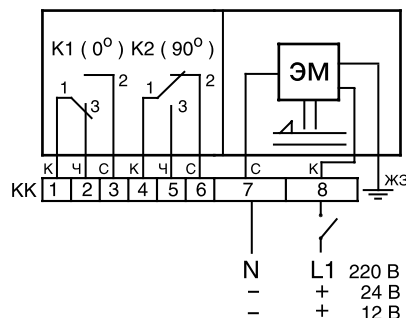 K1 ( 0° ) K2 ( 90° )
ЭМ
1 2 1 2
3 3
К Ч С К Ч С С К
ЖЗ
КК 1 2 3 4 5 6 7 8
N L1 220 В
– + 24 В
– + 12 В